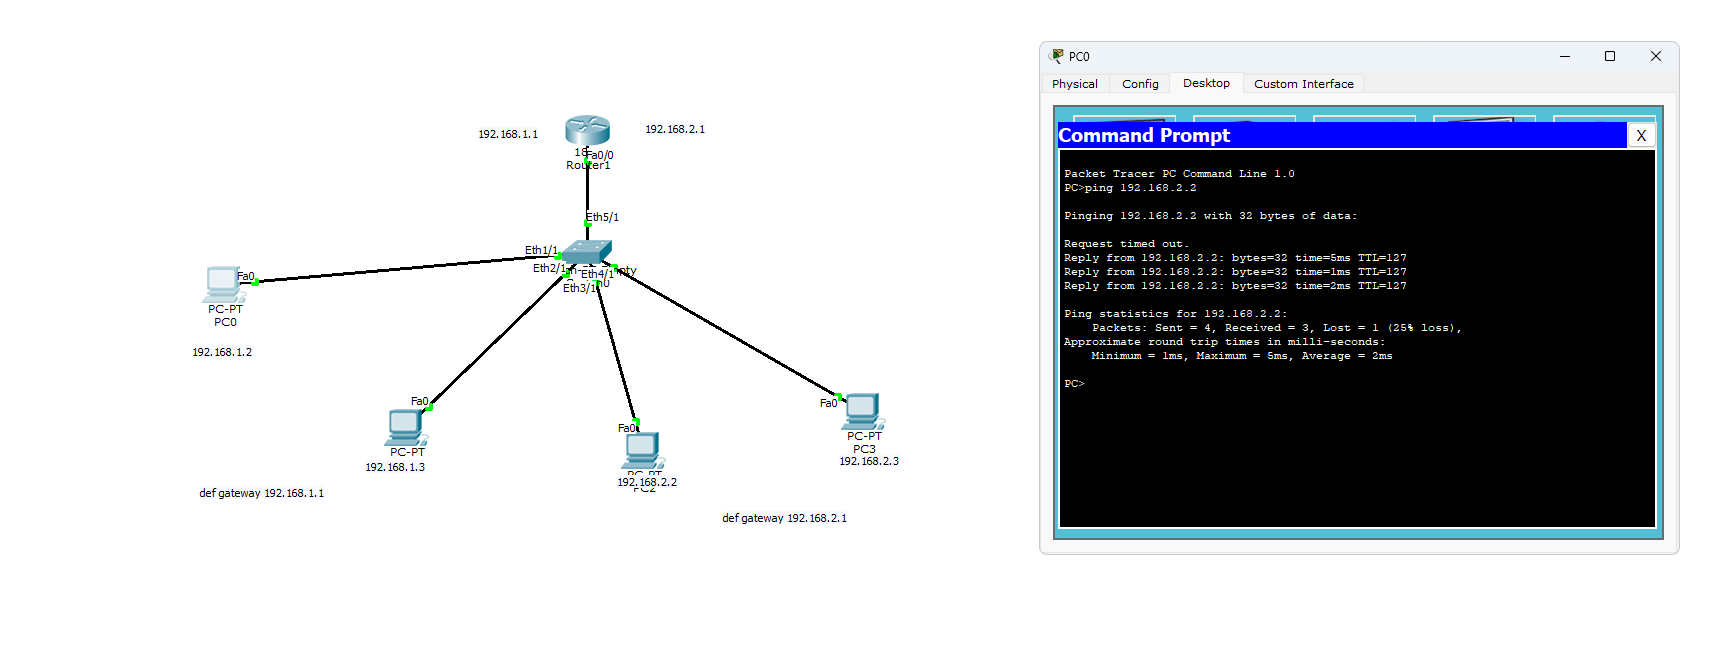 192.168.1.1
192.168.2.1
Fa0/0
Router1
Eth5/1
Eth1/1
Eth2/1
Eth4/1
Eth3/1
Fa0
PC-PT
PC0
192.168.1.2
Fa0
PC-PT
192.168.1.3
def gateway 192.168.1.1
Fa0
PC-PT
192.168.2.2
PC2
Fa0
PC-PT
PC3
192.168.2.3
def gateway 192.168.2.1
PC0
Physical Config Desktop Custom Interface
Command Prompt
X
Packet Tracer PC Command Line 1.0
PC>ping 192.168.2.2
Pinging 192.168.2.2 with 32 bytes of data:
Request timed out.
Reply from 192.168.2.2: bytes=32 time=5ms TTL=127
Reply from 192.168.2.2: bytes=32 time=1ms TTL=127
Reply from 192.168.2.2: bytes=32 time=2ms TTL=127
Ping statistics for 192.168.2.2:
Packets: Sent = 4, Received = 3, Lost = 1 (25% loss),
Approximate round trip times in milli-seconds:
Minimum = 1ms, Maximum = 5ms, Average = 2ms
PC>